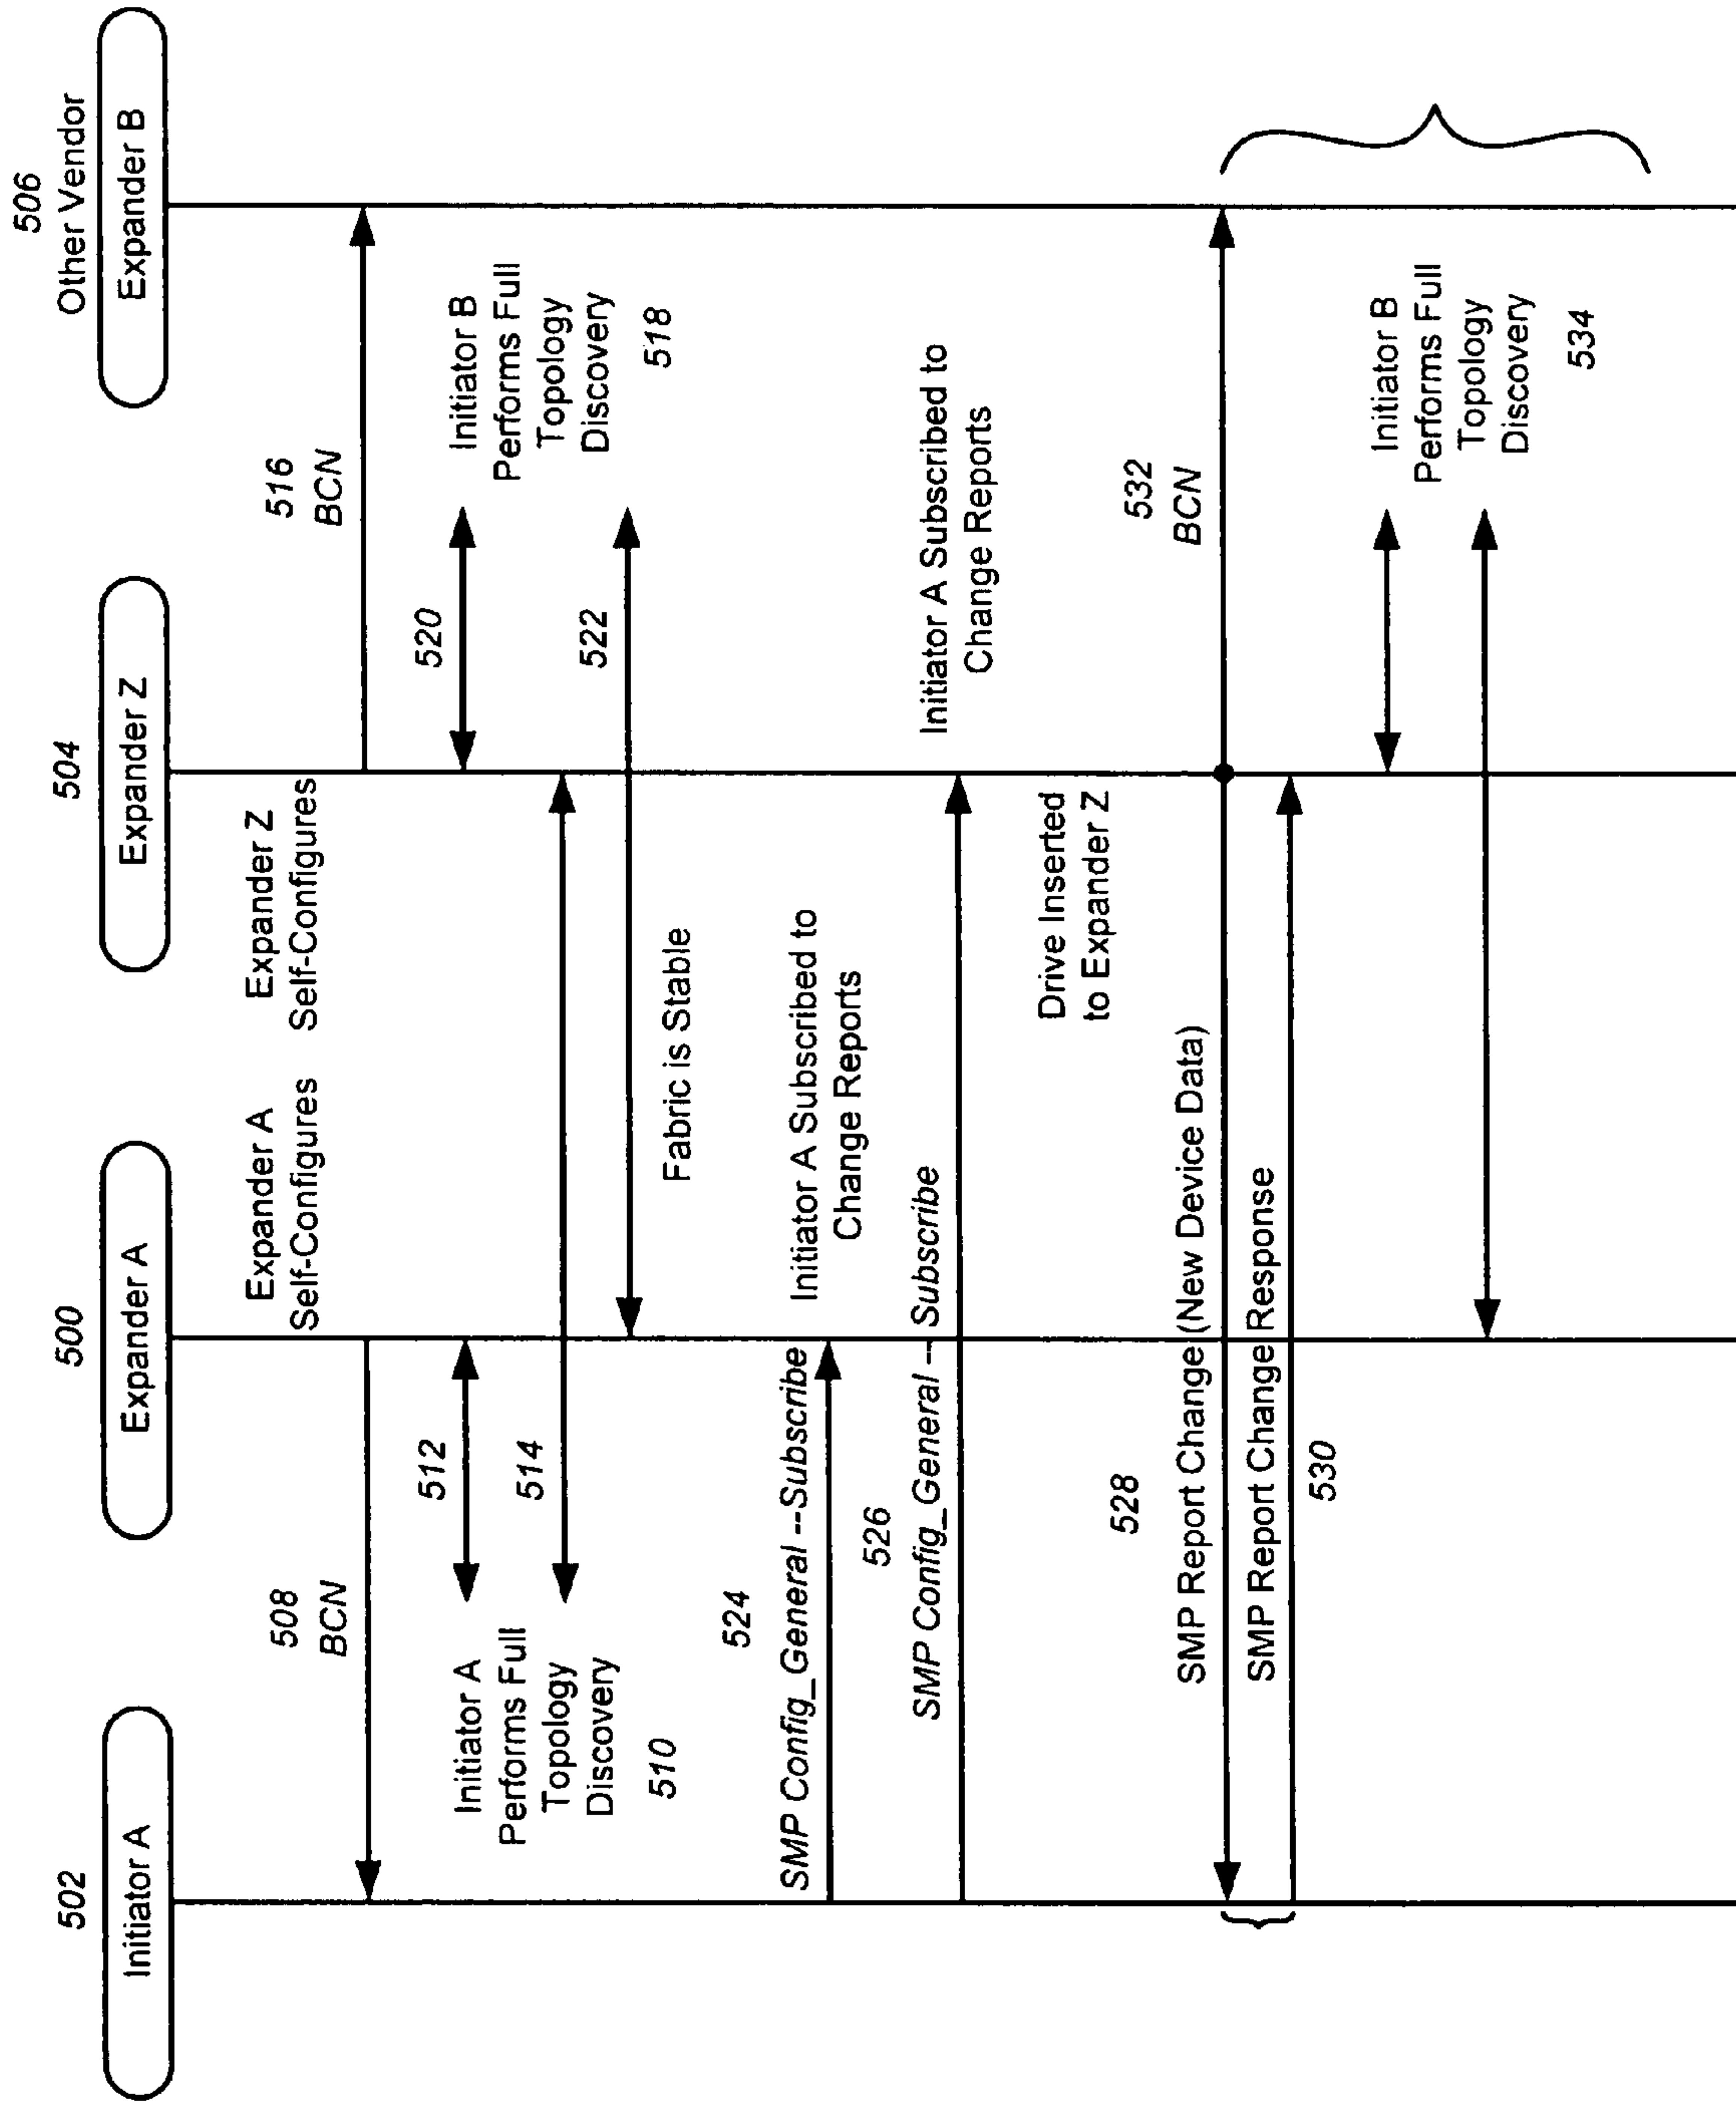 502
Initiator A
500
Expander A
504
Expander Z
506
Other Vendor
Expander B
Expander A
Self-Configures
Expander Z
Self-Configures
508
BCN
516
BCN
512
514
Initiator A
Performs Full
Topology
Discovery
510
520
522
Initiator B
Performs Full
Topology
Discovery
518
Fabric is Stable
524
SMP Config_General --Subscribe
Initiator A Subscribed to
Change Reports
526
SMP Config_General -- Subscribe
Initiator A Subscribed to
Change Reports
Drive Inserted
to Expander Z
528
SMP Report Change (New Device Data)
SMP Report Change Response
530
532
BCN
Initiator B
Performs Full
Topology
Discovery
534